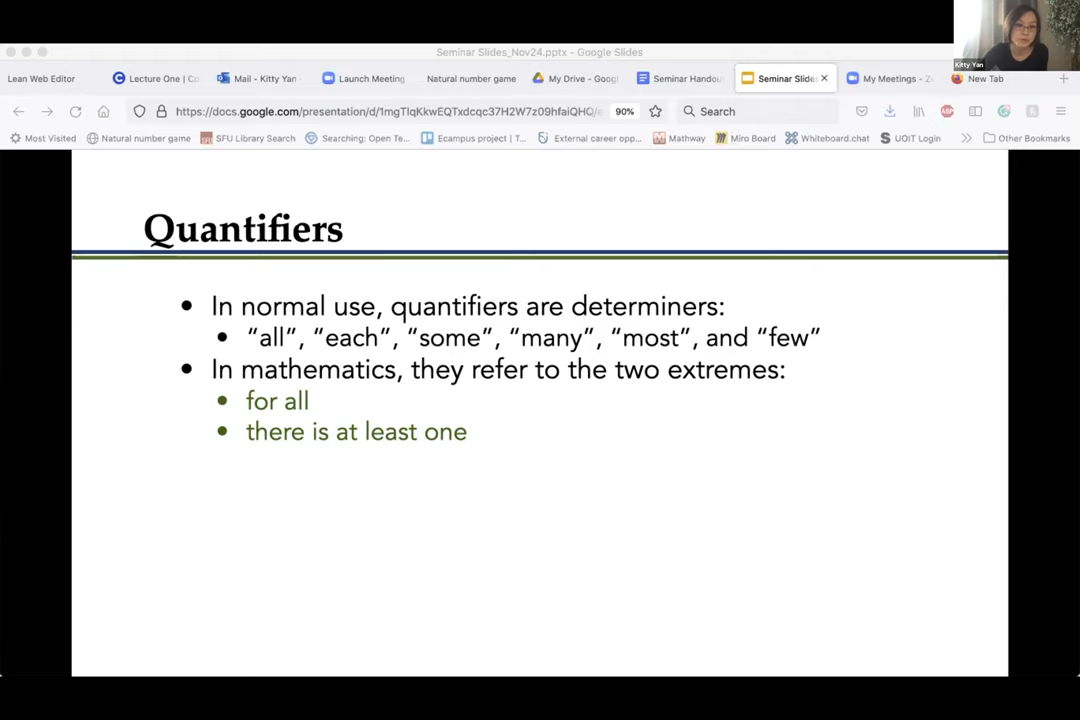 Seminar Slides_Nov24.pptx - Google Slides
Kitty Yan
Lean Web Editor
Lecture One | Co
Mail - Kitty Yan
Launch Meeting
Natural number game
My Drive - Googl
Seminar Handou
Seminar Slides
My Meetings - Z
New Tab
https://docs.google.com/presentation/d/1mgTlqKkwEQTxdcqc37H2W7z09hfaiQHO/e
90%
Search
ABP
Most Visited
Natural number game
SFU Library Search
Searching: Open Te...
Ecampus project | T...
External career opp...
Mathway
Miro Board
Whiteboard.chat
UOIT Login
Other Bookmarks
Quantifiers
• In normal use, quantifiers are determiners:
• “all”, “each”, “some”, “many”, “most”, and “few”
• In mathematics, they refer to the two extremes:
• for all
• there is at least one